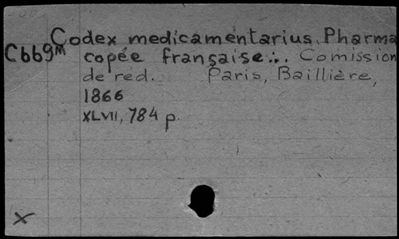 Codex medicamentarius. Pharma
C669m copée française... Comission
de red. Paris, Baillière,
1866
XLVII, 784 p.
x